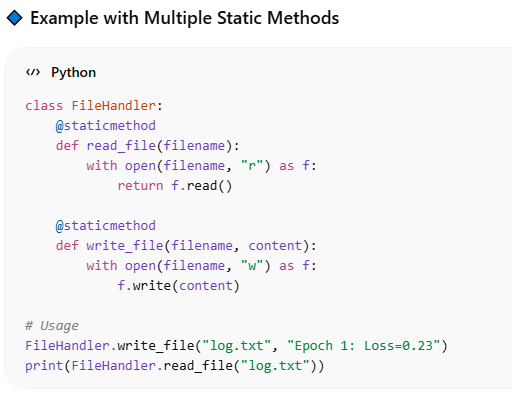 Example with Multiple Static Methods
Python
class FileHandler:
    @staticmethod
    def read_file(filename):
        with open(filename, "r") as f:
            return f.read()

    @staticmethod
    def write_file(filename, content):
        with open(filename, "w") as f:
            f.write(content)

# Usage
FileHandler.write_file("log.txt", "Epoch 1: Loss=0.23")
print(FileHandler.read_file("log.txt"))